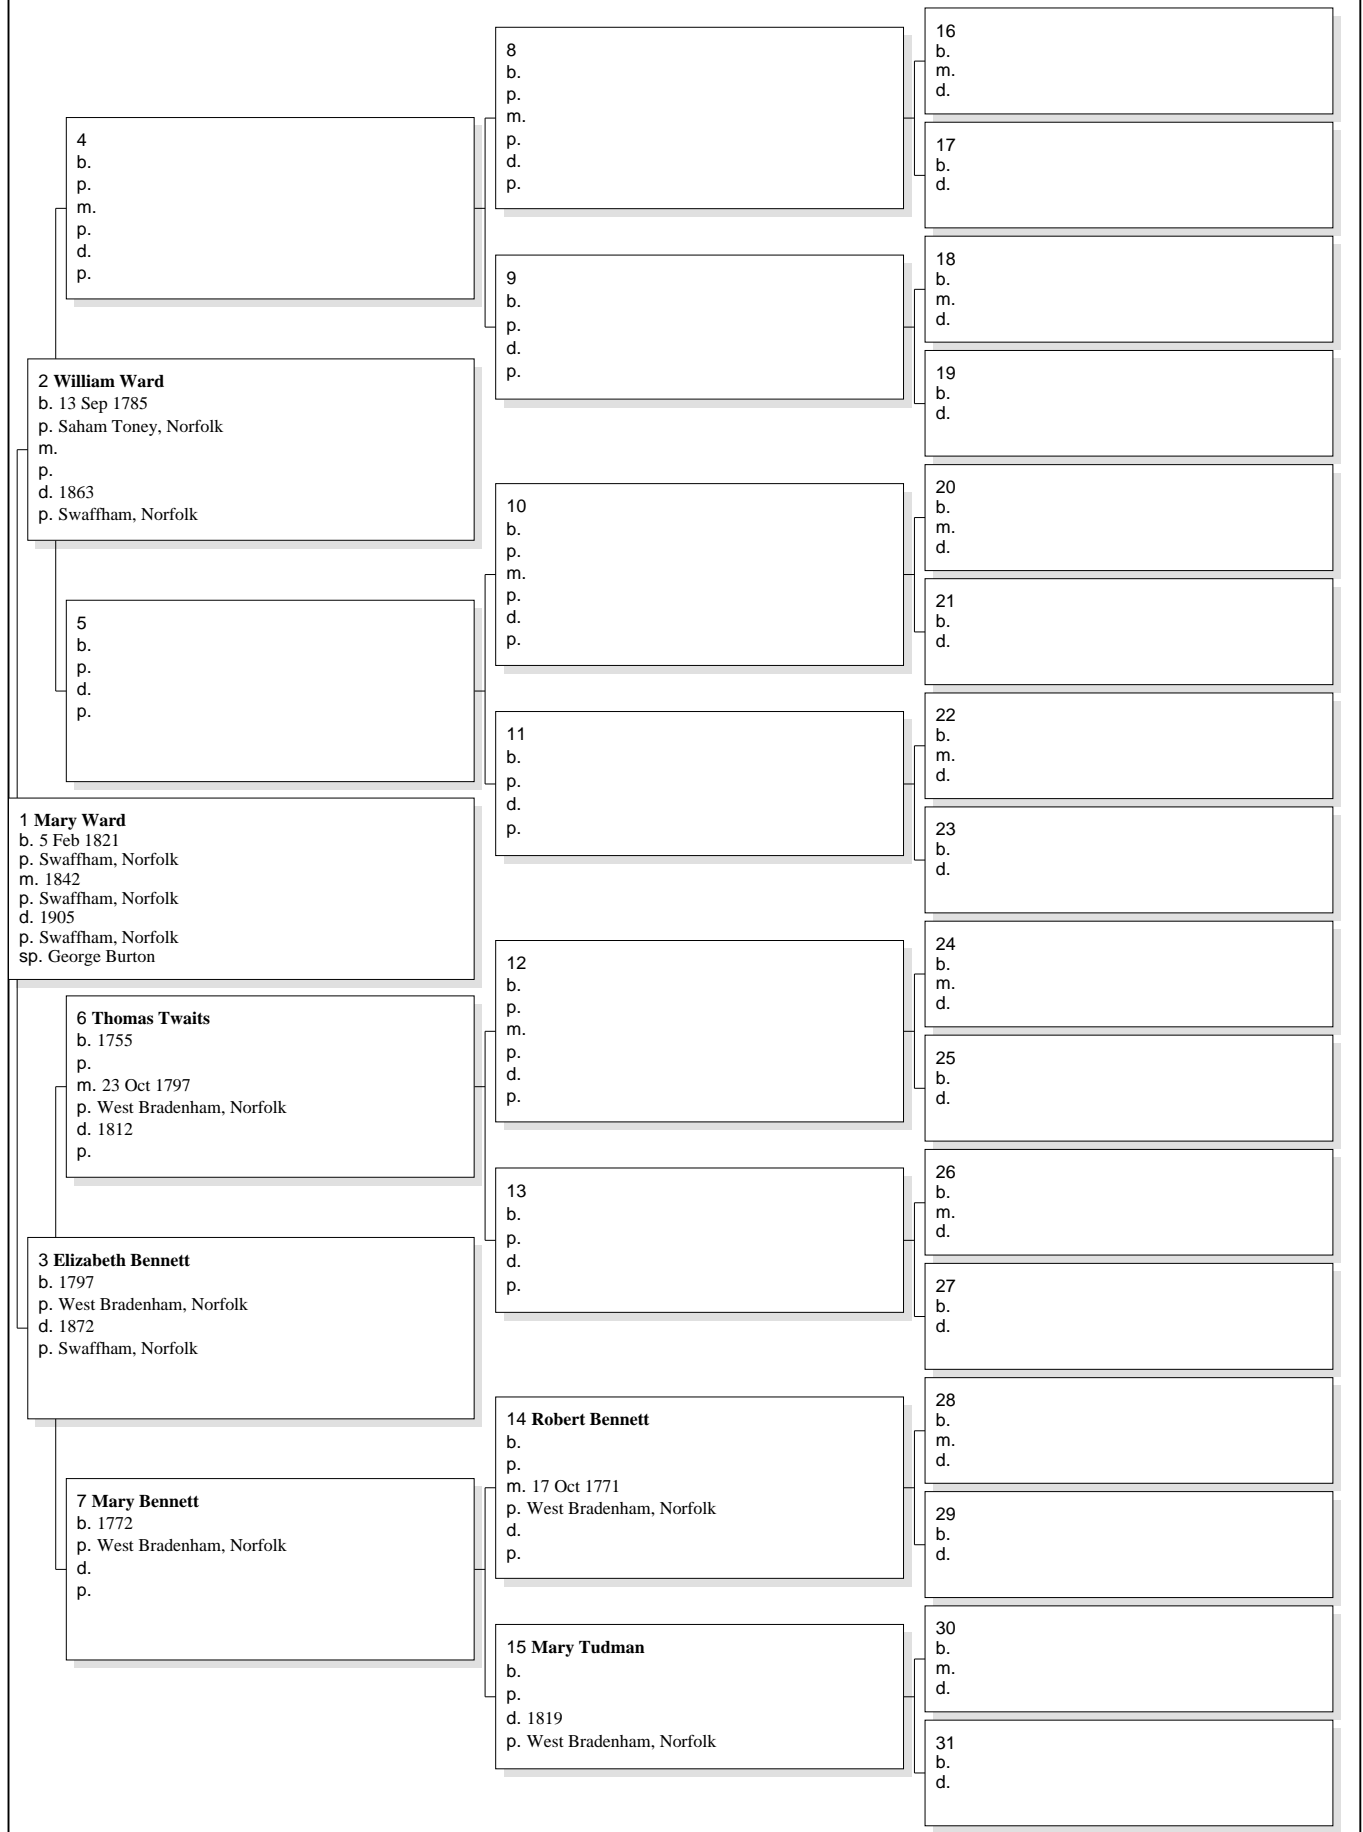 16
b.
m.
d.
8
b.
p.
m.
p.
d.
p.
17
b.
d.
4
b.
p.
m.
p.
d.
p.
18
b.
m.
d.
9
b.
p.
d.
p.
19
b.
d.
2 William Ward
b. 13 Sep 1785
p. Saham Toney, Norfolk
m.
p.
d. 1863
p. Swaffham, Norfolk
20
b.
m.
d.
10
b.
p.
m.
p.
d.
p.
21
b.
d.
5
b.
p.
d.
p.
22
b.
m.
d.
11
b.
p.
d.
p.
23
b.
d.
1 Mary Ward
b. 5 Feb 1821
p. Swaffham, Norfolk
m. 1842
p. Swaffham, Norfolk
d. 1905
p. Swaffham, Norfolk
sp. George Burton
24
b.
m.
d.
12
b.
p.
m.
p.
d.
p.
25
b.
d.
6 Thomas Twaits
b. 1755
p.
m. 23 Oct 1797
p. West Bradenham, Norfolk
d. 1812
p.
26
b.
m.
d.
13
b.
p.
d.
p.
27
b.
d.
3 Elizabeth Bennett
b. 1797
p. West Bradenham, Norfolk
d. 1872
p. Swaffham, Norfolk
28
b.
m.
d.
14 Robert Bennett
b.
p.
m. 17 Oct 1771
p. West Bradenham, Norfolk
d.
p.
29
b.
d.
7 Mary Bennett
b. 1772
p. West Bradenham, Norfolk
d.
p.
30
b.
m.
d.
15 Mary Tudman
b.
p.
d. 1819
p. West Bradenham, Norfolk
31
b.
d.